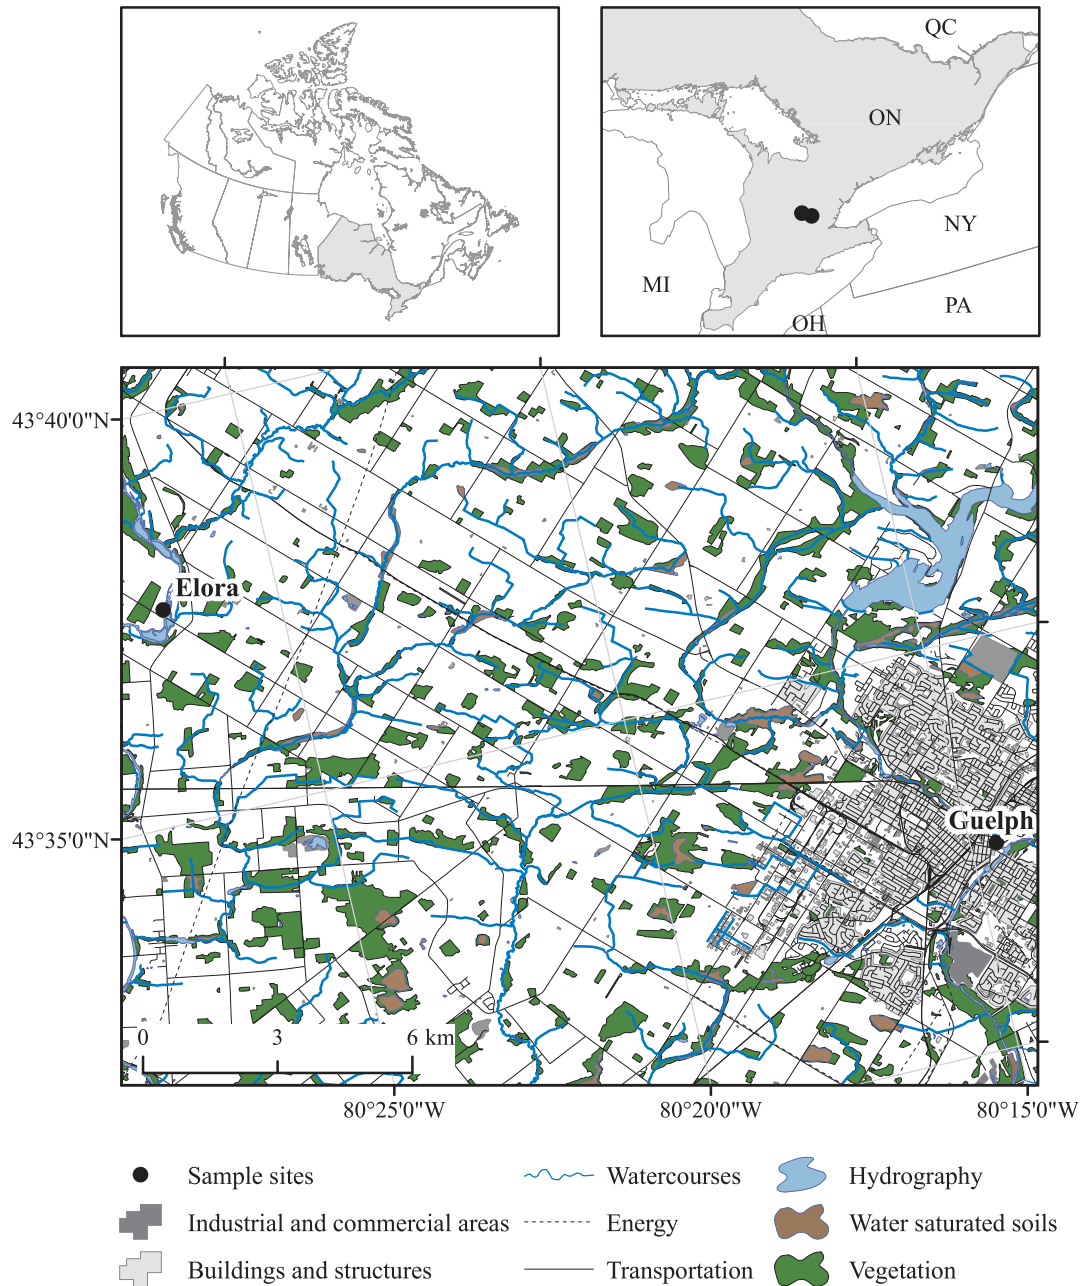 QC
ON
NY
MI
PA
OH
43°40'0"N
Elora
Guelph
43°35'0"N
0 3 6 km
80°25'0"W 80°20'0"W 80°15'0"W
Sample sites Watercourses Hydrography
Industrial and commercial areas Energy Water saturated soils
Buildings and structures Transportation Vegetation